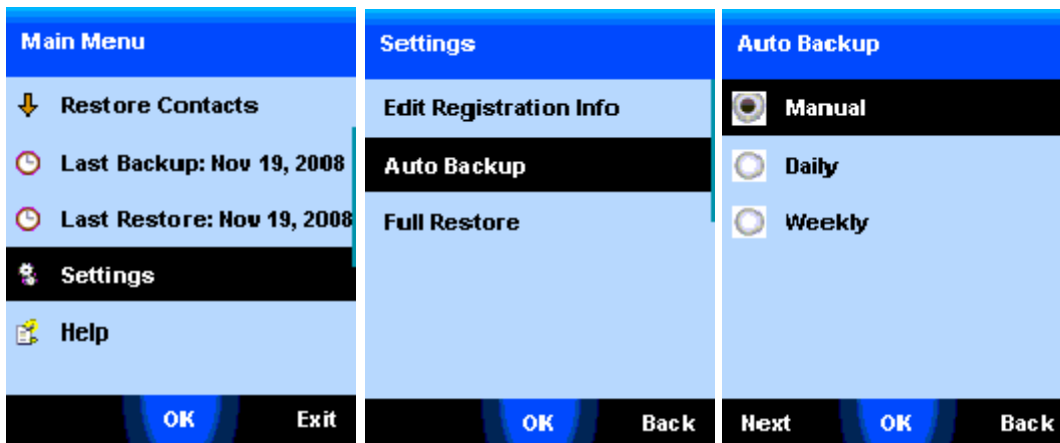 Main Menu
Restore Contacts
Last Backup: Nov 19, 2008
Last Restore: Nov 19, 2008
Settings
Help
OK
Exit
Settings
Edit Registration Info
Auto Backup
Full Restore
OK
Back
Auto Backup
Manual
Daily
Weekly
Next
OK
Back